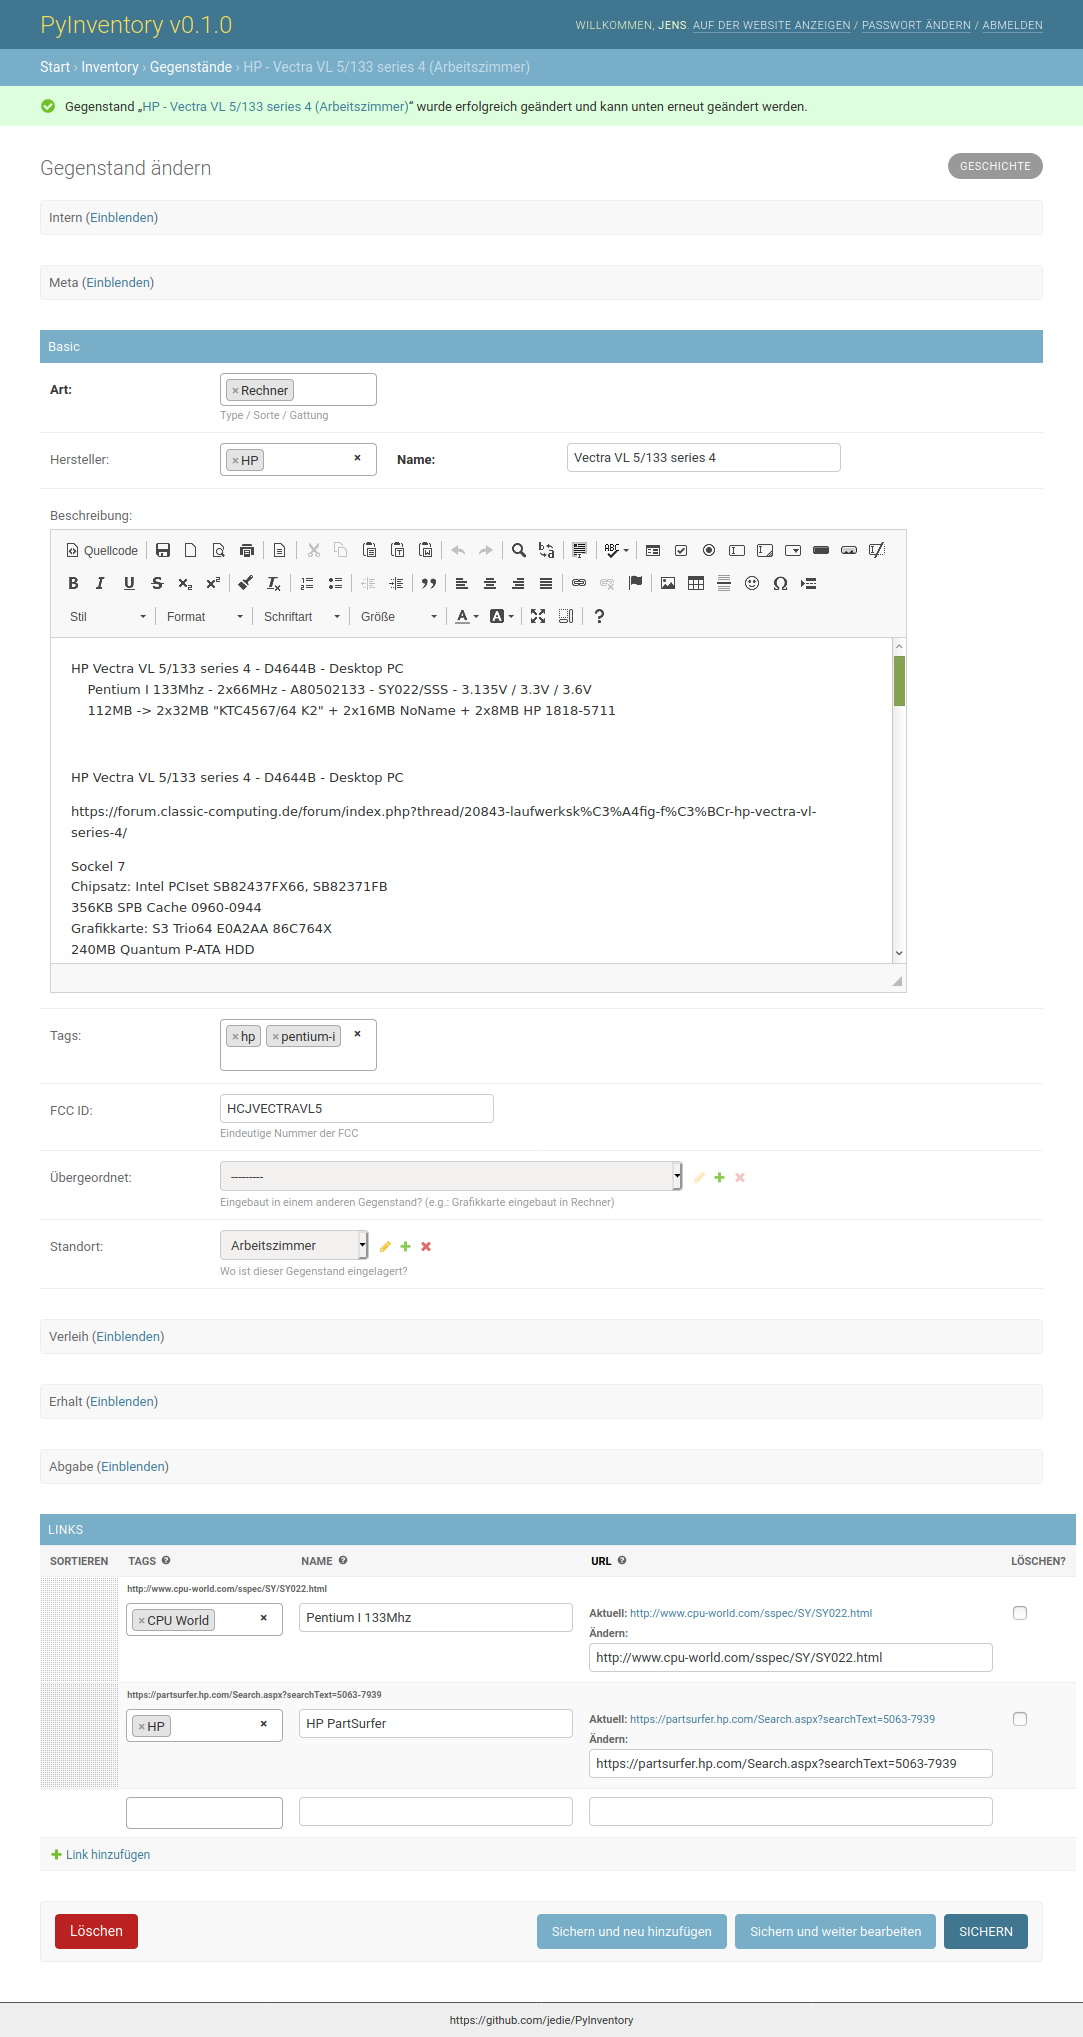 PyInventory v0.1.0
WILLKOMMEN, JENS. AUF DER WEBSITE ANZEIGEN / PASSWORT ÄNDERN / ABMELDEN
Start › Inventory › Gegenstände › HP - Vectra VL 5/133 series 4 (Arbeitszimmer)
Gegenstand „HP - Vectra VL 5/133 series 4 (Arbeitszimmer)“ wurde erfolgreich geändert und kann unten erneut geändert werden.
Gegenstand ändern
GESCHICHTE
Intern (Einblenden)
Meta (Einblenden)
Basic
Art: ×Rechner
Type / Sorte / Gattung
Hersteller: ×HP × Name: Vectra VL 5/133 series 4
Beschreibung:
Quellcode
Stil Format Schriftart Größe
HP Vectra VL 5/133 series 4 - D4644B - Desktop PC
Pentium I 133Mhz - 2x66MHz - A80502133 - SY022/SSS - 3.135V / 3.3V / 3.6V
112MB -> 2x32MB "KTC4567/64 K2" + 2x16MB NoName + 2x8MB HP 1818-5711
HP Vectra VL 5/133 series 4 - D4644B - Desktop PC
https://forum.classic-computing.de/forum/index.php?thread/20843-laufwerksk%C3%A4fig-f%C3%BCr-hp-vectra-vl-
series-4/
Sockel 7
Chipsatz: Intel PCIset SB82437FX66, SB82371FB
356KB SPB Cache 0960-0944
Grafikkarte: S3 Trio64 E0A2AA 86C764X
240MB Quantum P-ATA HDD
Tags: ×hp ×pentium-i ×
FCC ID: HCJVECTRAVL5
Eindeutige Nummer der FCC
Übergeordnet: ---------
Eingebaut in einem anderen Gegenstand? (e.g.: Grafikkarte eingebaut in Rechner)
Standort: Arbeitszimmer
Wo ist dieser Gegenstand eingelagert?
Verleih (Einblenden)
Erhalt (Einblenden)
Abgabe (Einblenden)
LINKS
SORTIEREN TAGS NAME URL LÖSCHEN?
http://www.cpu-world.com/sspec/SY/SY022.html
×CPU World × Pentium I 133Mhz Aktuell: http://www.cpu-world.com/sspec/SY/SY022.html
Ändern:
http://www.cpu-world.com/sspec/SY/SY022.html
https://partsurfer.hp.com/Search.aspx?searchText=5063-7939
×HP × HP PartSurfer Aktuell: https://partsurfer.hp.com/Search.aspx?searchText=5063-7939
Ändern:
https://partsurfer.hp.com/Search.aspx?searchText=5063-7939
Link hinzufügen
Löschen Sichern und neu hinzufügen Sichern und weiter bearbeiten SICHERN
https://github.com/jedie/PyInventory